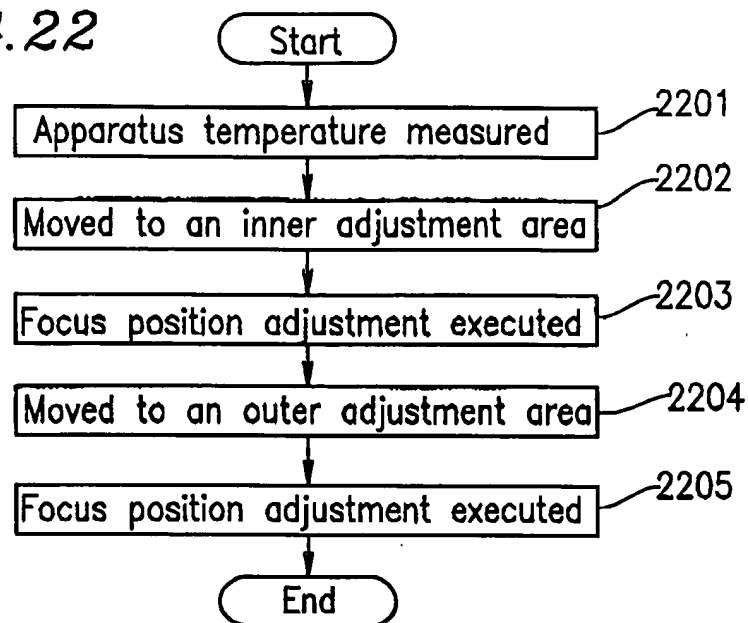 .22
Start
Apparatus temperature measured
2201
Moved to an inner adjustment area
2202
Focus position adjustment executed
2203
Moved to an outer adjustment area
2204
Focus position adjustment executed
2205
End